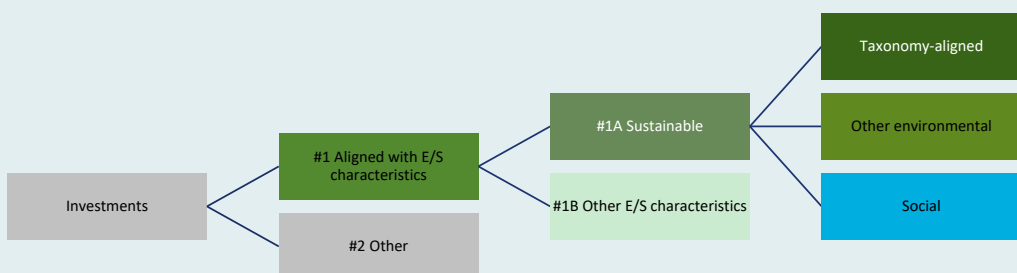 Investments
#1 Aligned with E/S
characteristics
#2 Other
#1A Sustainable
#1B Other E/S characteristics
Taxonomy-aligned
Other environmental
Social